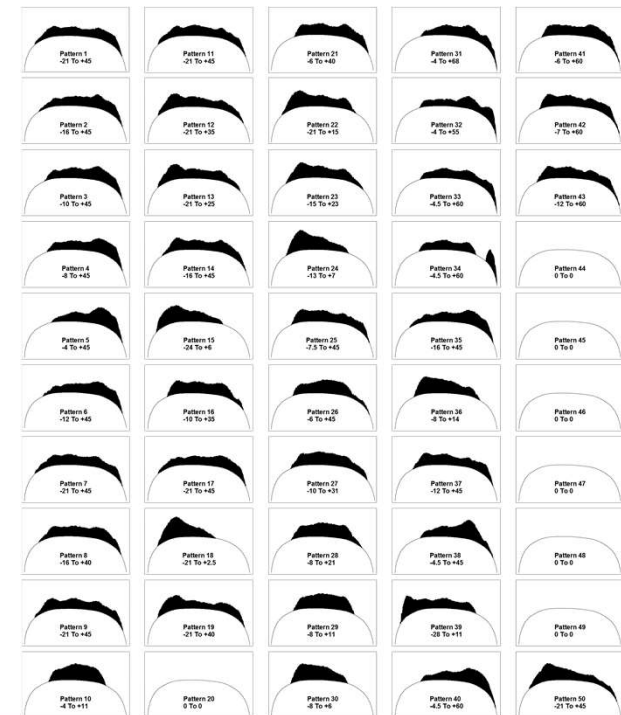 Pattern 1
-21 To +45
Pattern 11
-21 To +45
Pattern 21
-6 To +40
Pattern 31
-4 To +68
Pattern 41
-6 To +60
Pattern 2
-16 To +45
Pattern 12
-21 To +35
Pattern 22
-21 To +15
Pattern 32
-4 To +55
Pattern 42
-7 To +60
Pattern 3
-10 To +45
Pattern 13
-21 To +25
Pattern 23
-15 To +23
Pattern 33
-4.5 To +60
Pattern 43
-12 To +60
Pattern 4
-8 To +45
Pattern 14
-16 To +45
Pattern 24
-13 To +7
Pattern 34
-4.5 To +60
Pattern 44
0 To 0
Pattern 5
-4 To +45
Pattern 15
-24 To +6
Pattern 25
-7.5 To +45
Pattern 35
-16 To +45
Pattern 45
0 To 0
Pattern 6
-12 To +45
Pattern 16
-10 To +35
Pattern 26
-6 To +45
Pattern 36
-8 To +14
Pattern 46
0 To 0
Pattern 7
-21 To +45
Pattern 17
-21 To +45
Pattern 27
-10 To +31
Pattern 37
-12 To +45
Pattern 47
0 To 0
Pattern 8
-16 To +40
Pattern 18
-21 To +2.5
Pattern 28
-8 To +21
Pattern 38
-4.5 To +45
Pattern 48
0 To 0
Pattern 9
-21 To +45
Pattern 19
-21 To +40
Pattern 29
-8 To +11
Pattern 39
-28 To +11
Pattern 49
0 To 0
Pattern 10
-4 To +11
Pattern 20
0 To 0
Pattern 30
-8 To +6
Pattern 40
-4.5 To +60
Pattern 50
-21 To +45